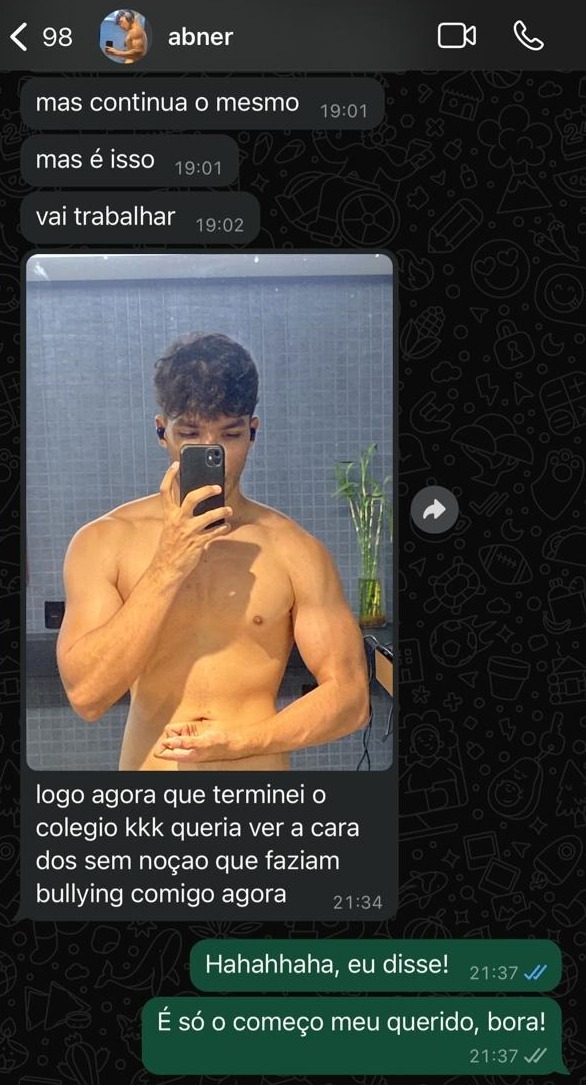 98
abner
mas continua o mesmo 19:01
mas é isso 19:01
vai trabalhar 19:02
logo agora que terminei o
colegio kkk queria ver a cara
dos sem noçao que faziam
bullying comigo agora 21:34
Hahahhaha, eu disse! 21:37
É só o começo meu querido, bora!
21:37